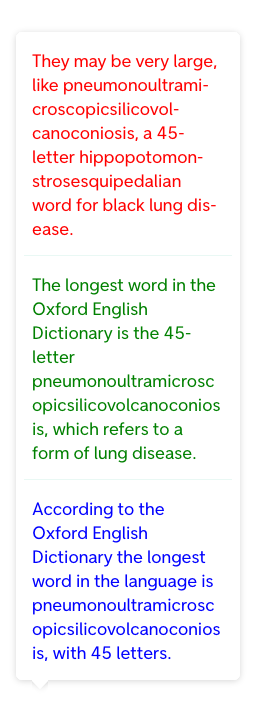 They may be very large,
like pneumonoultrami-
croscopicsilicovol-
canoconiosis, a 45-
letter hippopotomon-
strosesquipedalian
word for black lung dis-
ease.
The longest word in the
Oxford English
Dictionary is the 45-
letter
pneumonoultramicrosc
opicsilicovolcanoconios
is, which refers to a
form of lung disease.
According to the
Oxford English
Dictionary the longest
word in the language is
pneumonoultramicrosc
opicsilicovolcanoconios
is, with 45 letters.